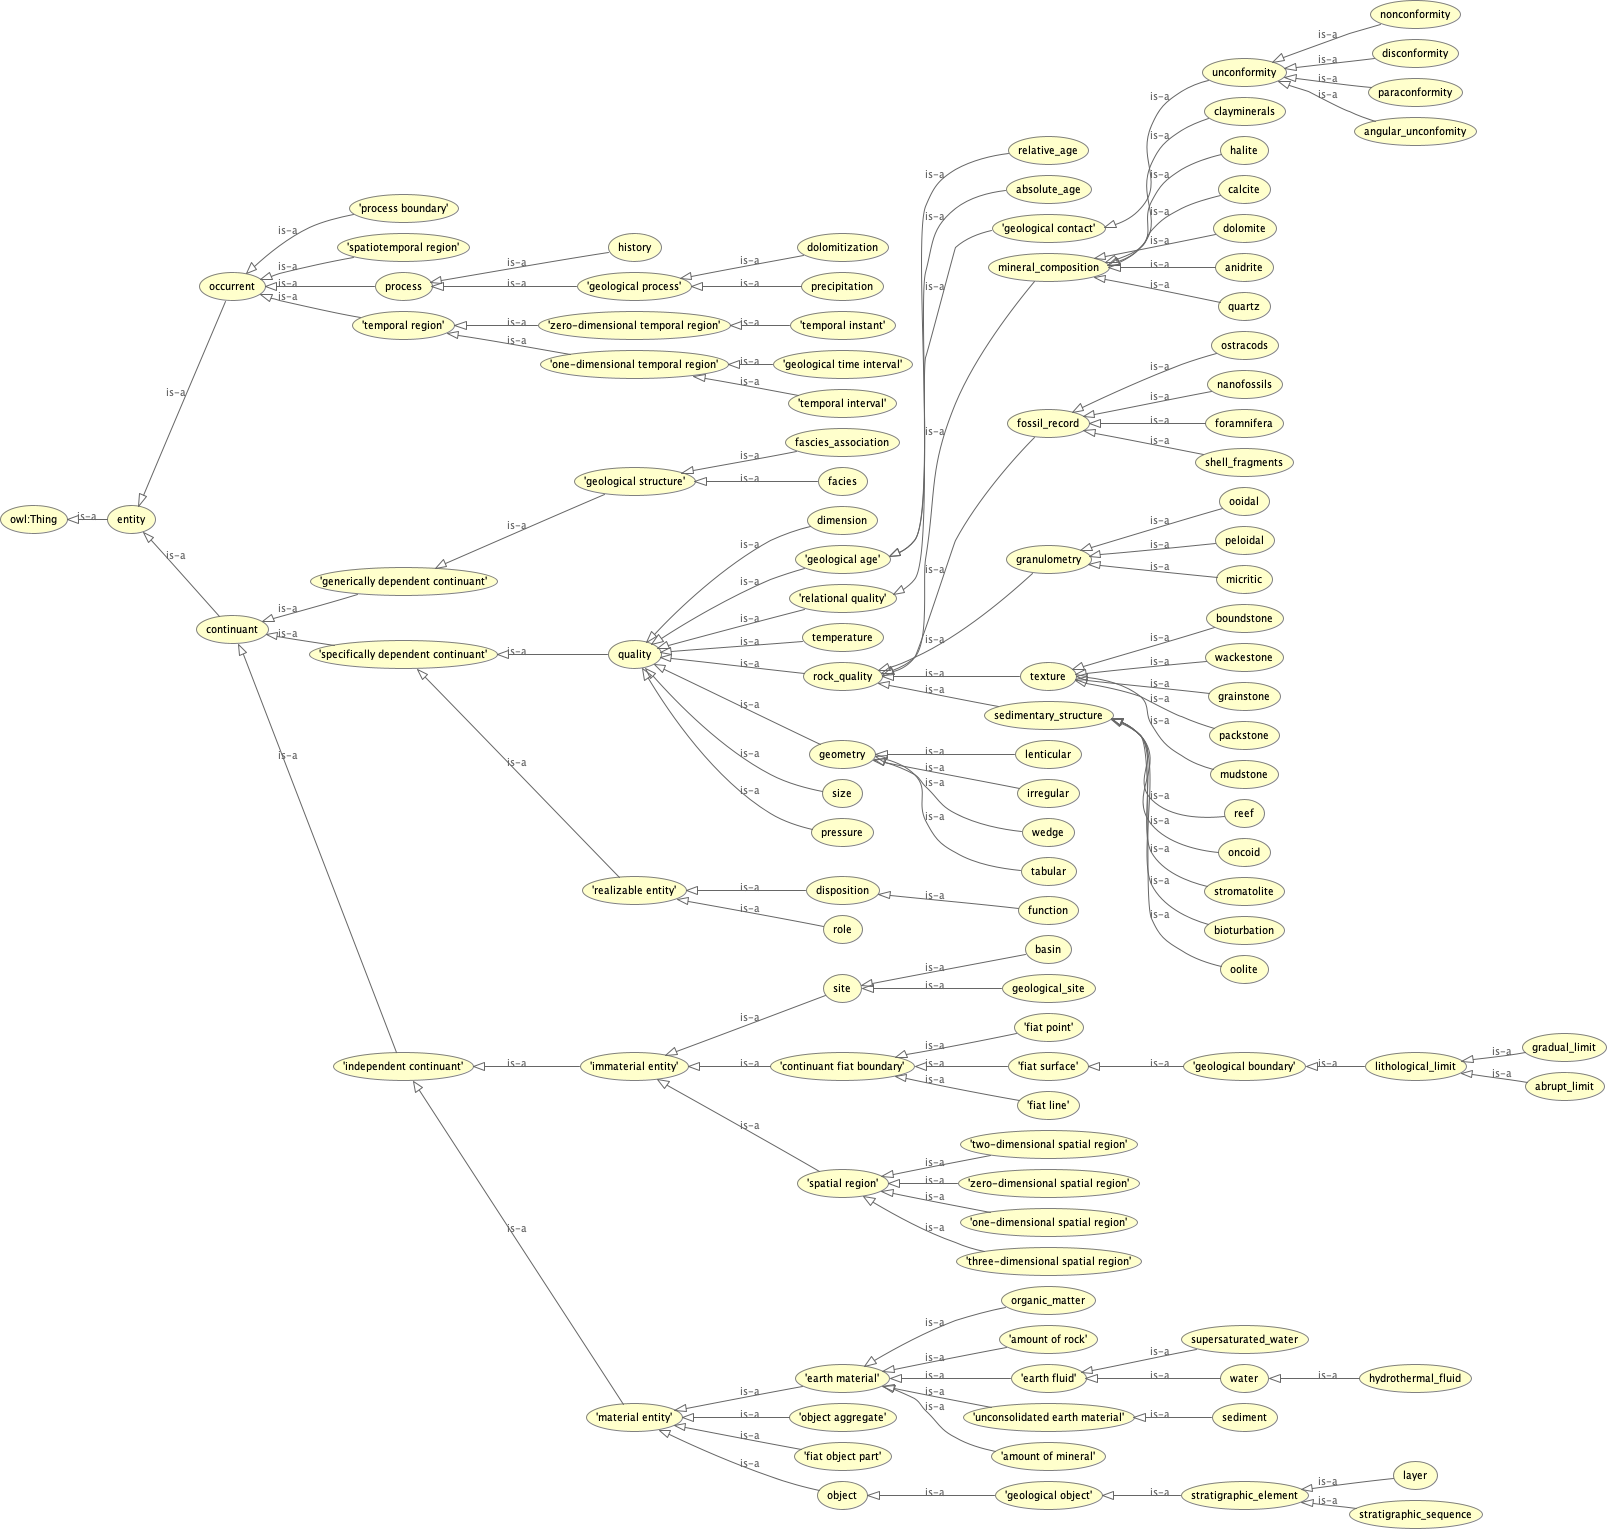 nonconformity
is-a
disconformity
is-a
unconformity
is-a
paraconformity
is-a
is-a
clayminerals
angular_unconfomity
is-a
relative_age
halite
is-a
is-a
absolute_age
calcite
'process boundary'
is-a
is-a
'geological contact'
dolomite
is-a
'spatiotemporal region'
history
dolomitization
is-a
is-a
is-a
is-a
mineral_composition
is-a
anidrite
occurrent
is-a
process
is-a
'geological process'
is-a
precipitation
is-a
is-a
quartz
is-a
'temporal region'
is-a
'zero-dimensional temporal region'
is-a
'temporal instant'
is-a
ostracods
is-a
'one-dimensional temporal region'
is-a
'geological time interval'
is-a
nanofossils
is-a
is-a
'temporal interval'
fossil_record
is-a
foramnifera
is-a
fascies_association
is-a
is-a
shell_fragments
'geological structure'
is-a
facies
ooidal
owl:Thing
is-a
entity
is-a
dimension
is-a
peloidal
is-a
is-a
is-a
'geological age'
granulometry
is-a
micritic
'generically dependent continuant'
is-a
is-a
is-a
'relational quality'
is-a
boundstone
continuant
is-a
is-a
temperature
is-a
is-a
wackestone
'specifically dependent continuant'
is-a
quality
is-a
is-a
rock_quality
texture
is-a
grainstone
is-a
is-a
is-a
sedimentary_structure
is-a
packstone
is-a
is-a
is-a
geometry
is-a
lenticular
mudstone
is-a
is-a
irregular
is-a
size
is-a
is-a
reef
is-a
pressure
wedge
is-a
oncoid
tabular
is-a
'realizable entity'
is-a
disposition
is-a
stromatolite
is-a
function
is-a
role
bioturbation
basin
is-a
oolite
site
is-a
geological_site
is-a
'fiat point'
is-a
gradual_limit
is-a
'independent continuant'
is-a
'immaterial entity'
is-a
'continuant fiat boundary'
is-a
'fiat surface'
is-a
'geological boundary'
is-a
lithological_limit
is-a
abrupt_limit
is-a
'fiat line'
is-a
'two-dimensional spatial region'
is-a
'spatial region'
is-a
'zero-dimensional spatial region'
is-a
'one-dimensional spatial region'
is-a
is-a
'three-dimensional spatial region'
organic_matter
is-a
'amount of rock'
supersaturated_water
is-a
is-a
'earth material'
is-a
'earth fluid'
is-a
water
is-a
hydrothermal_fluid
is-a
is-a
'material entity'
is-a
'object aggregate'
'unconsolidated earth material'
is-a
sediment
is-a
is-a
'fiat object part'
'amount of mineral'
is-a
layer
is-a
object
is-a
'geological object'
is-a
stratigraphic_element
is-a
stratigraphic_sequence